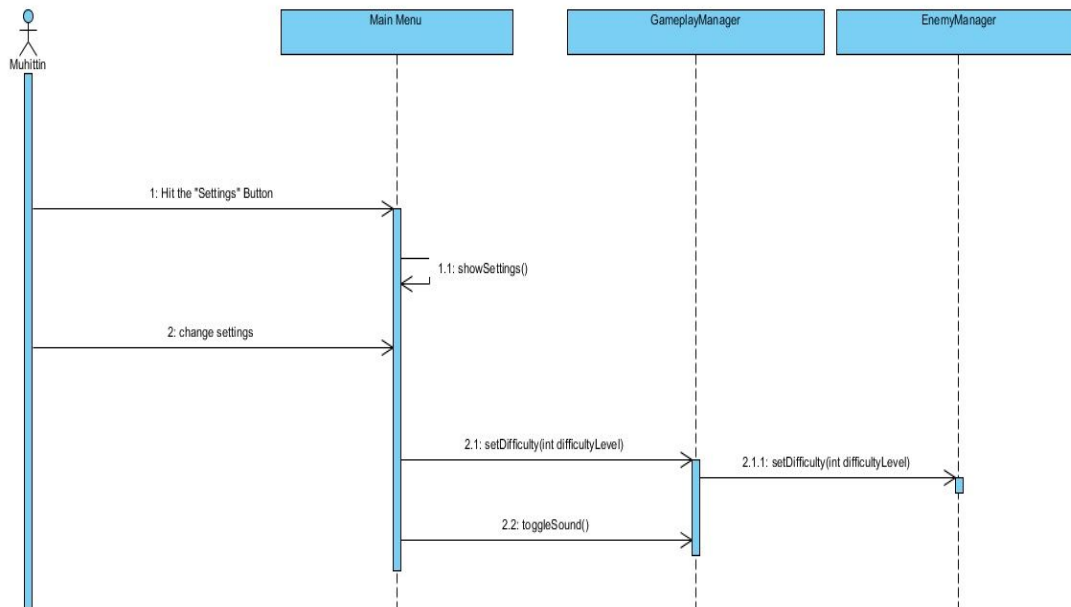 Main Menu
GameplayManager
EnemyManager
Muhittin
1: Hit the "Settings" Button
1.1: showSettings()
2: change settings
2.1: setDifficulty(int difficultyLevel)
2.1.1: setDifficulty(int difficultyLevel)
2.2: toggleSound()